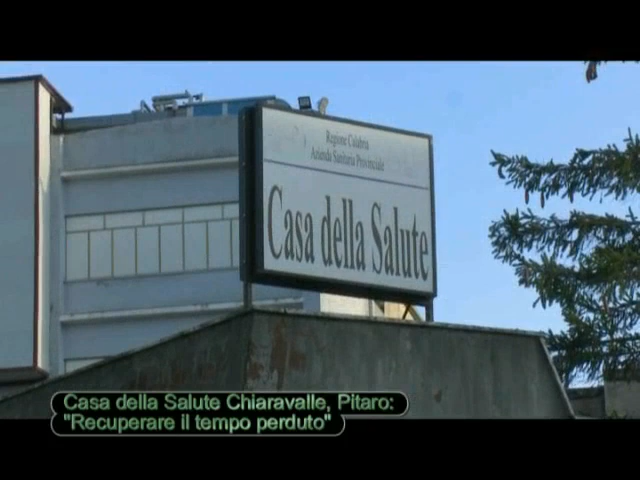 Regione Calabria
Azienda Sanitaria Provinciale
Casa della Salute
Casa della Salute Chiaravalle, Pitaro:
"Recuperare il tempo perduto"